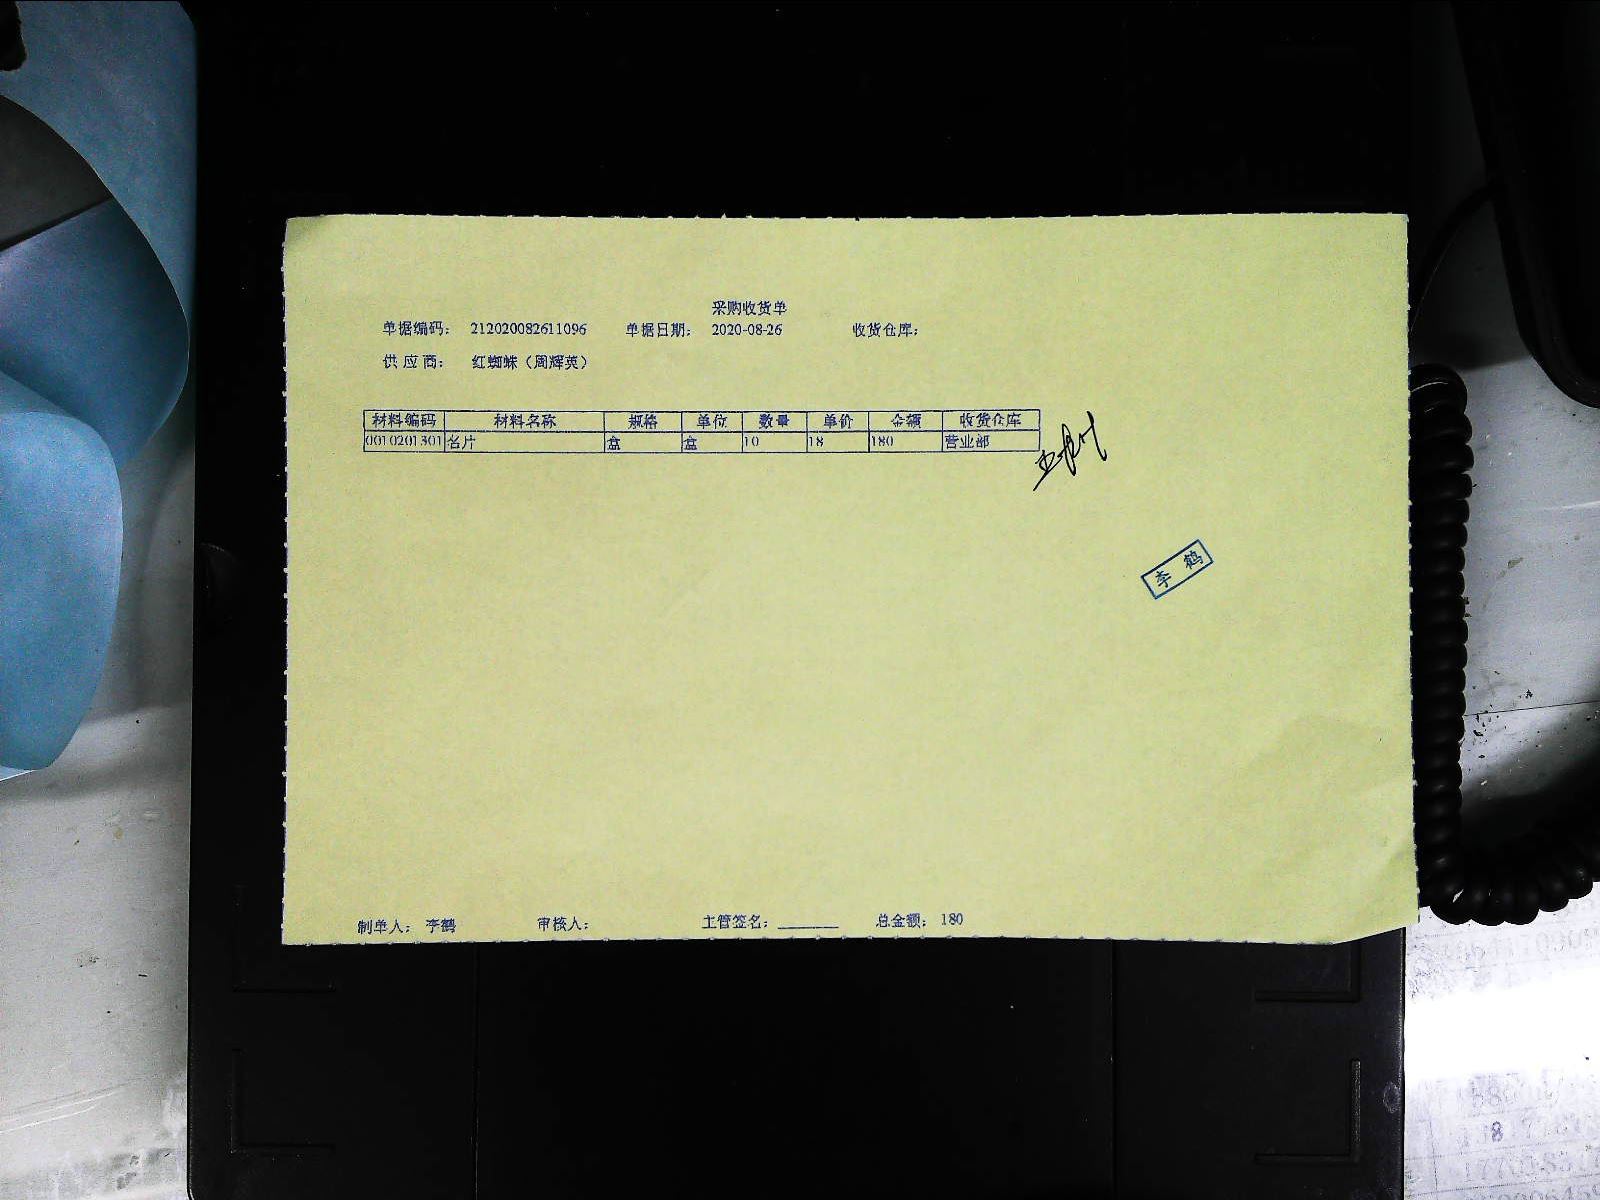 采购收货单
单据编码： 212020082611096 单据日期： 2020-08-26 收货仓库：
供应商： 红蜘蛛（周辉英）
材料编码 材料名称 规格 单位 数量 单价 金额 收货仓库
0010201301 名片 盒 盒 10 18 180 营业部
李鹤
制单人： 李鹤 审核人： 主管签名：______ 总金额： 180